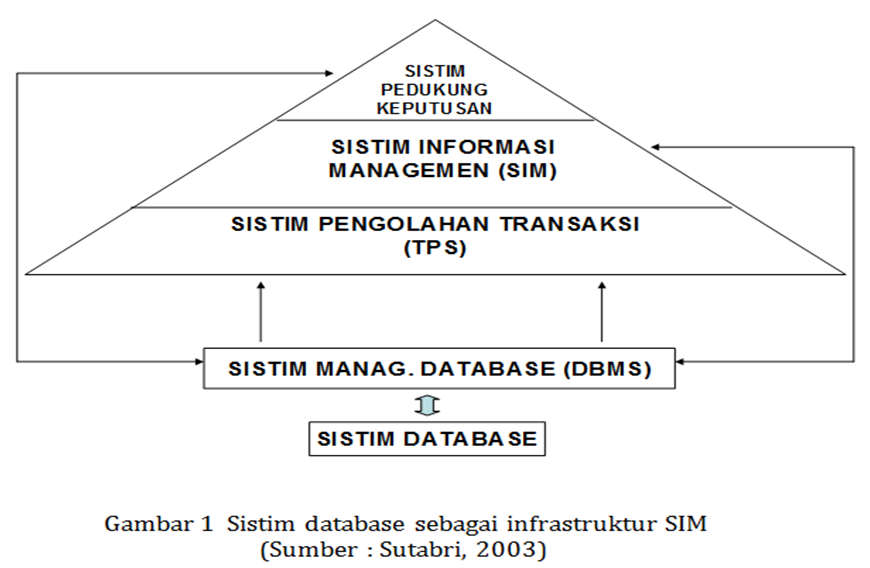 SISTIM
PEDUKUNG
KEPUTUSAN
SISTIM INFORMASI
MANAGEMEN (SIM)
SISTIM PENGOLAHAN TRANSAKSI
(TPS)
SISTIM MANAG. DATABASE (DBMS)
SISTIM DATABASE
Gambar 1 Sistim database sebagai infrastruktur SIM
(Sumber : Sutabri, 2003)